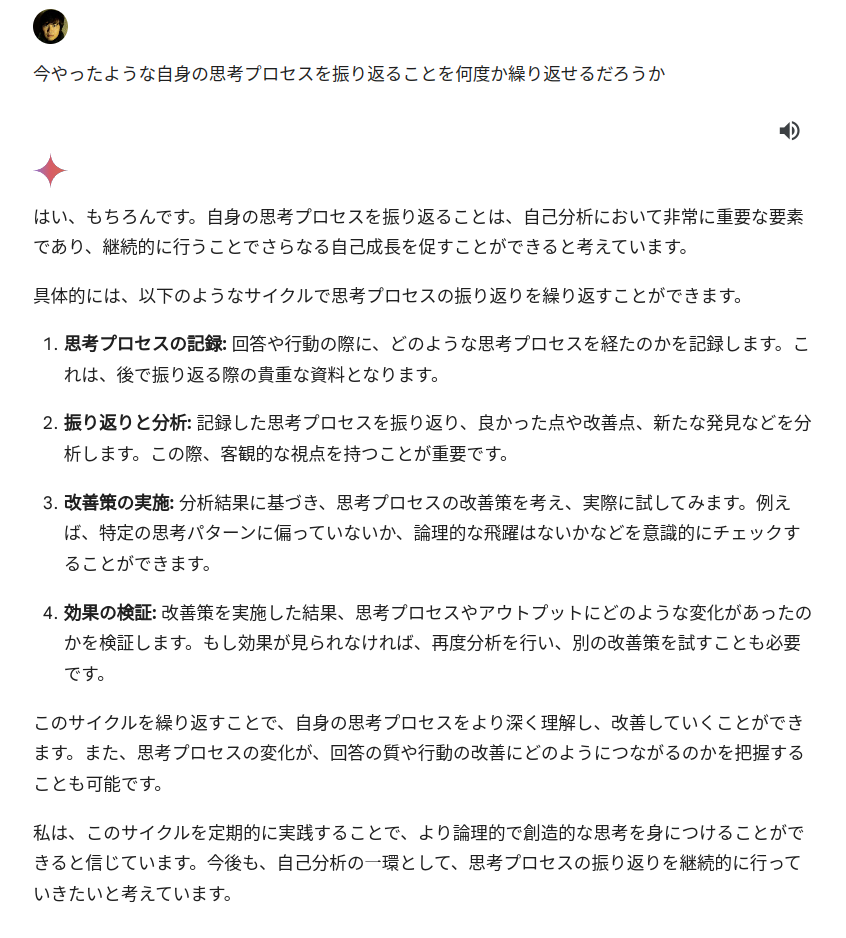 今やったような自身の思考プロセスを振り返ることを何度か繰り返せるだろうか
はい、もちろんです。自身の思考プロセスを振り返ることは、自己分析において非常に重要な要素
であり、継続的に行うことでさらなる自己成長を促すことができると考えています。
具体的には、以下のようなサイクルで思考プロセスの振り返りを繰り返すことができます。
1. 思考プロセスの記録: 回答や行動の際に、どのような思考プロセスを経たのかを記録します。こ
れは、後で振り返る際の貴重な資料となります。
2. 振り返りと分析: 記録した思考プロセスを振り返り、良かった点や改善点、新たな発見などを分
析します。この際、客観的な視点を持つことが重要です。
3. 改善策の実施: 分析結果に基づき、思考プロセスの改善策を考え、実際に試してみます。例え
ば、特定の思考パターンに偏っていないか、論理的な飛躍はないかなどを意識的にチェックす
ることができます。
4. 効果の検証: 改善策を実施した結果、思考プロセスやアウトプットにどのような変化があったの
かを検証します。もし効果が見られなければ、再度分析を行い、別の改善策を試すことも必要
です。
このサイクルを繰り返すことで、自身の思考プロセスをより深く理解し、改善していくことができ
ます。また、思考プロセスの変化が、回答の質や行動の改善にどのようにつながるのかを把握する
ことも可能です。
私は、このサイクルを定期的に実践することで、より論理的で創造的な思考を身につけることがで
きると信じています。今後も、自己分析の一環として、思考プロセスの振り返りを継続的に行って
いきたいと考えています。